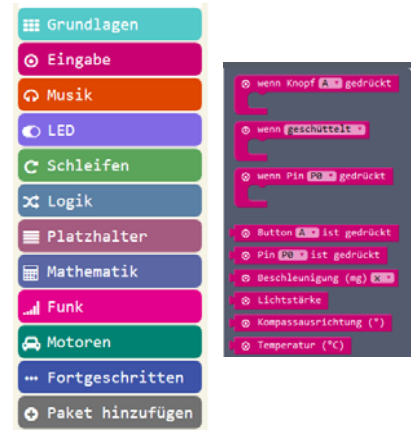 Grundlagen
Eingabe
Musik
LED
Schleifen
Logik
Platzhalter
Mathematik
Funk
Motoren
Fortgeschritten
Paket hinzufügen
wenn Knopf A gedrückt
wenn geschüttelt
wenn Pin P0 gedrückt
Button A ist gedrückt
Pin P0 ist gedrückt
Beschleunigung (mg) x
Lichtstärke
Kompassausrichtung (°)
Temperatur (°C)